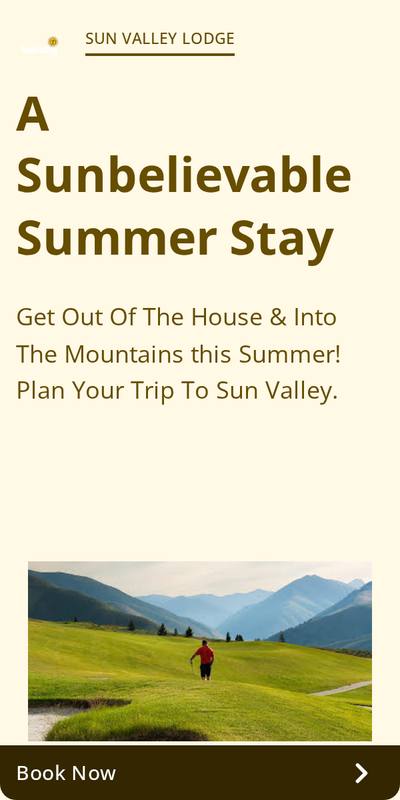 SUN VALLEY LODGE
A
Sunbelievable
Summer Stay
Get Out Of The House & Into
The Mountains this Summer!
Plan Your Trip To Sun Valley.
Book Now